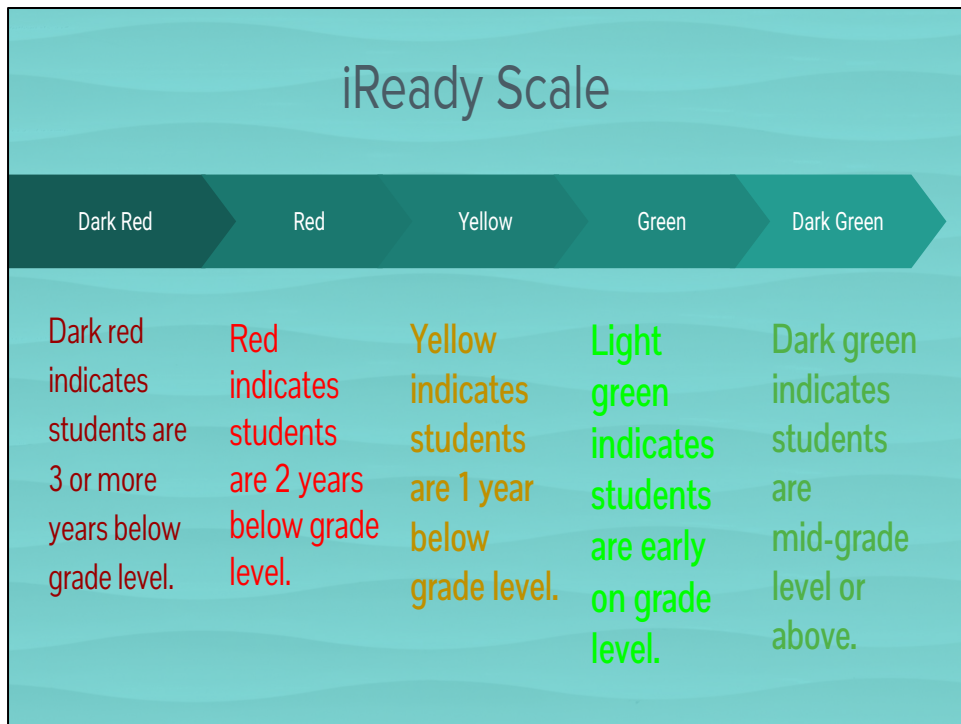 iReady Scale
Dark Red
Red
Yellow
Green
Dark Green
Dark red
indicates
students are
3 or more
years below
grade level.
Red
indicates
students
are 2 years
below grade
level.
Yellow
indicates
students
are 1 year
below
grade level.
Light
green
indicates
students
are early
on grade
level.
Dark green
indicates
students
are
mid-grade
level or
above.